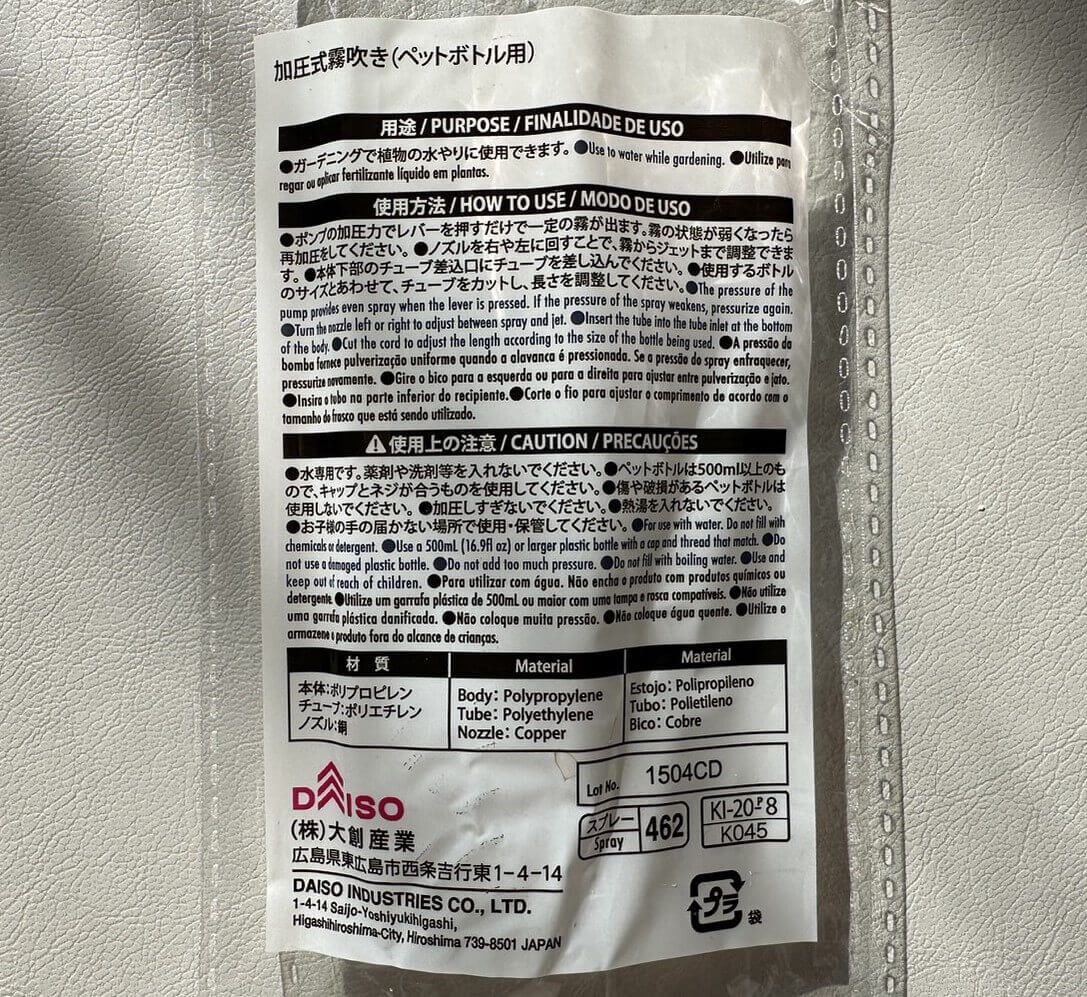 加圧式霧吹き(ペットボトル用)
用途 / PURPOSE / FINALIDADE DE USO
●ガーデニングで植物の水やりに使用できます。●Use to water while gardening. ●Utilize para
regar ou aplicar fertilizante líquido em plantas.
使用方法 / HOW TO USE / MODO DE USO
●ポンプの加圧力でレバーを押すだけで一定の霧が出ます。霧の状態が弱くなったら
再加圧をしてください。●ノズルを右や左に回すことで、霧からジェットまで調整できま
す。●本体下部のチューブ差込口にチューブを差し込んでください。●使用するボトル
のサイズとあわせて、チューブをカットし、長さを調整してください。●The pressure of the
pump provides even spray when the lever is pressed. If the pressure of the spray weakens, pressurize again.
●Turn the nozzle left or right to adjust between spray and jet. ●Insert the tube into the tube inlet at the bottom
of the body. ●Cut the cord to adjust the length according to the size of the bottle being used. ●A pressão da
bomba fornece pulverização uniforme quando a alavanca é pressionada. Se a pressão do spray enfraquecer,
pressurize novamente. ●Gire o bico para a esquerda ou para a direita para ajustar entre pulverização e jato.
●Insira o tubo na parte inferior do recipiente.●Corte o fio para ajustar o comprimento de acordo com o
tamanho do frasco que está sendo utilizado.
⚠使用上の注意 / CAUTION / PRECAUÇÕES
●水専用です。薬剤や洗剤等を入れないでください。●ペットボトルは500ml以上のも
ので、キャップとネジが合うものを使用してください。●傷や破損があるペットボトルは
使用しないでください。●加圧しすぎないでください。●熱湯を入れないでください。
●お子様の手の届かない場所で使用・保管してください。●For use with water. Do not fill with
chemicals or detergent. ●Use a 500mL (16.9fl oz) or larger plastic bottle with a cap and thread that match. ●Do
not use a damaged plastic bottle. ●Do not add too much pressure. ●Do not fill with boiling water. ●Use and
keep out of reach of children. ●Para utilizar com água. Não encha o produto com produtos químicos ou
detergente.●Utilize um garrafa plástica de 500mL ou maior com uma tampa e rosca compatíveis. ●Não utilize
uma garrafa plástica danificada. ●Não coloque muita pressão. ●Não coloque água quente. ●Utilize e
armazene o produto fora do alcance de crianças.
材 質 Material Material
本体:ポリプロピレン Body: Polypropylene Estojo: Polipropileno
チューブ:ポリエチレン Tube: Polyethylene Tubo: Polietileno
ノズル:銅 Nozzle: Copper Bico: Cobre
Lot No. 1504CD
DAISO
スプレー Spray 462
KI-20-P8
K045
(株)大創産業
広島県東広島市西条吉行東1-4-14
DAISO INDUSTRIES CO., LTD.
1-4-14 Saijo-Yoshiyukihigashi,
Higashihiroshima-City, Hiroshima 739-8501 JAPAN
プラ 袋